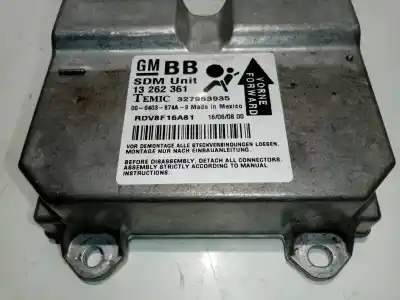 GM BB
SDM Unit
13 262 361
TEMIC 327963935
00-0403-874A-9 Made in Mexico
RDV8F16A81 16/06/08 00
VORNE
FORWARD
VOR DEMONTAGE ALLE STECKVERBINDUNGEN LOESEN.
MONTAGE NUR NACH EINBAUANLEITUNG.
BEFORE DISASSEMBLY, DETACH ALL CONNECTORS.
ASSEMBLY STRICTLY ACCORDING TO MANUAL
INSTRUCTIONS.